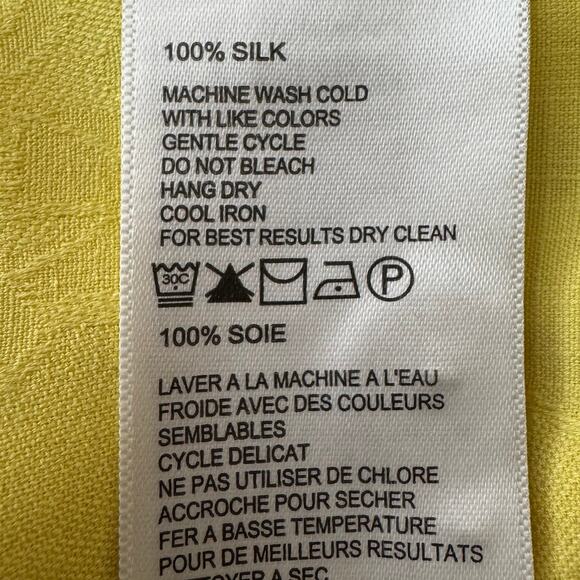 100% SILK
MACHINE WASH COLD
WITH LIKE COLORS
GENTLE CYCLE
DO NOT BLEACH
HANG DRY
COOL IRON
FOR BEST RESULTS DRY CLEAN
30C P
100% SOIE
LAVER A LA MACHINE A L'EAU
FROIDE AVEC DES COULEURS
SEMBLABLES
CYCLE DELICAT
NE PAS UTILISER DE CHLORE
ACCROCHE POUR SECHER
FER A BASSE TEMPERATURE
POUR DE MEILLEURS RESULTATS
A SEC